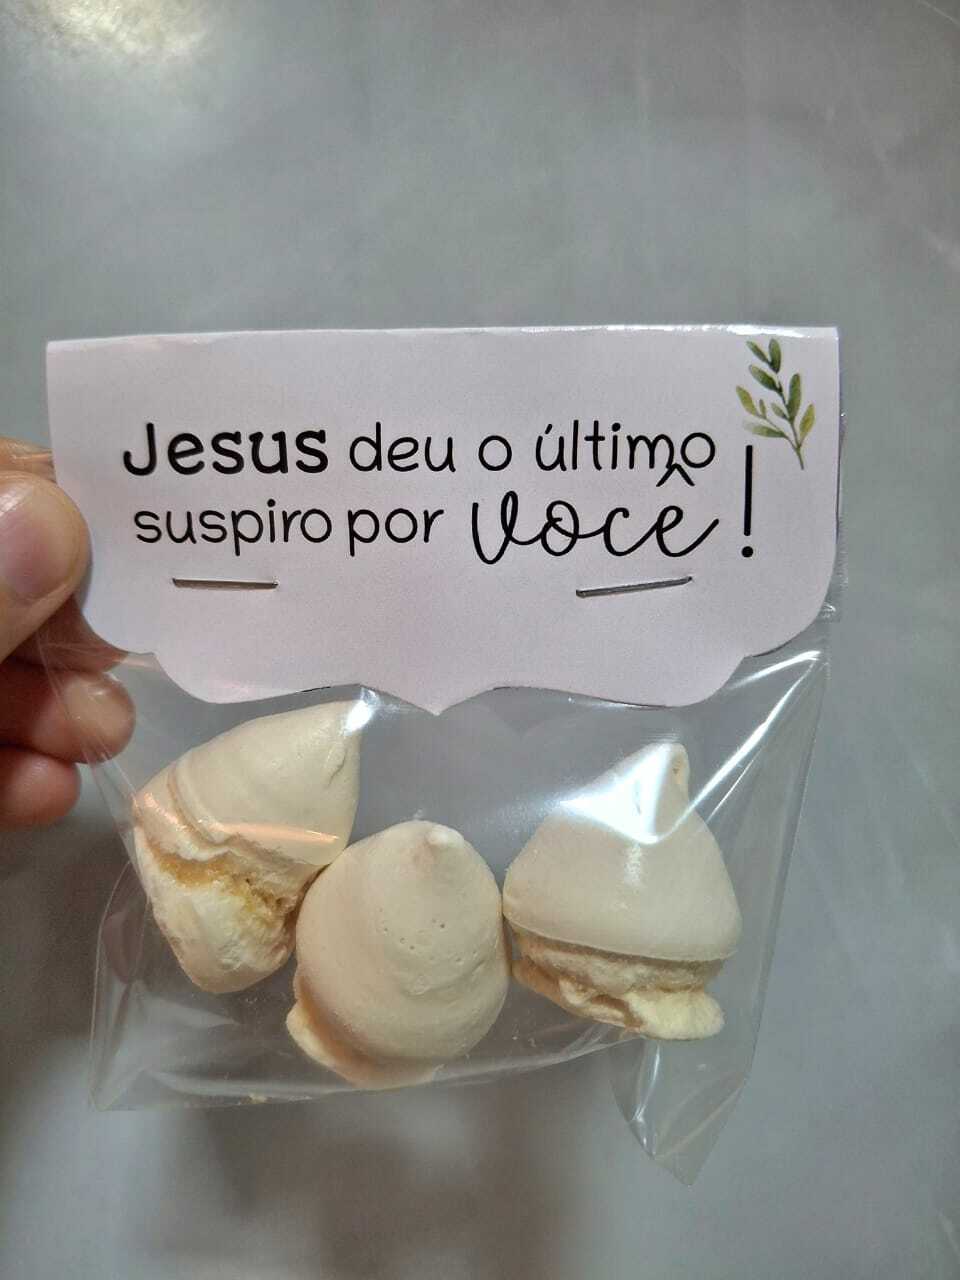 Jesus deu o último
suspiro por você!